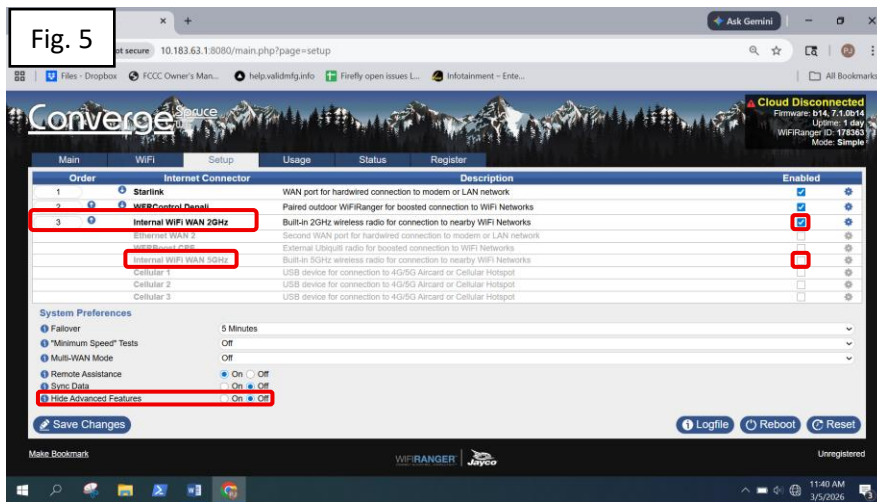 Fig. 5
Ask Gemini
ot secure 10.183.63.1:8080/main.php?page=setup
Files - Dropbox FCCC Owner's Man... help.validmfg.info Firefly open issues L... Infotainment – Ente... All Bookmarks
Converge Spruce
Cloud Disconnected
Firmware: b14, 7.1.0b14
Uptime: 1 day
WiFiRanger ID: 178363
Mode: Simple
Main WiFi Setup Usage Status Register
Order Internet Connector Description Enabled
1 Starlink WAN port for hardwired connection to modem or LAN network
2 WFRControl Denali Paired outdoor WiFiRanger for boosted connection to WiFi Networks
3 Internal WiFi WAN 2GHz Built-in 2GHz wireless radio for connection to nearby WiFi Networks
Ethernet WAN 2 Second WAN port for hardwired connection to modem or LAN network
WFRBoost CPE External Ubiquiti radio for boosted connection to WiFi Networks
Internal WiFi WAN 5GHz Built-in 5GHz wireless radio for connection to nearby WiFi Networks
Cellular 1 USB device for connection to 4G/5G Aircard or Cellular Hotspot
Cellular 2 USB device for connection to 4G/5G Aircard or Cellular Hotspot
Cellular 3 USB device for connection to 4G/5G Aircard or Cellular Hotspot
System Preferences
Failover 5 Minutes
"Minimum Speed" Tests Off
Multi-WAN Mode Off
Remote Assistance On Off
Sync Data On Off
Hide Advanced Features On Off
Save Changes Logfile Reboot Reset
Make Bookmark WIFIRANGER Jayco Unregistered
11:40 AM
3/5/2026